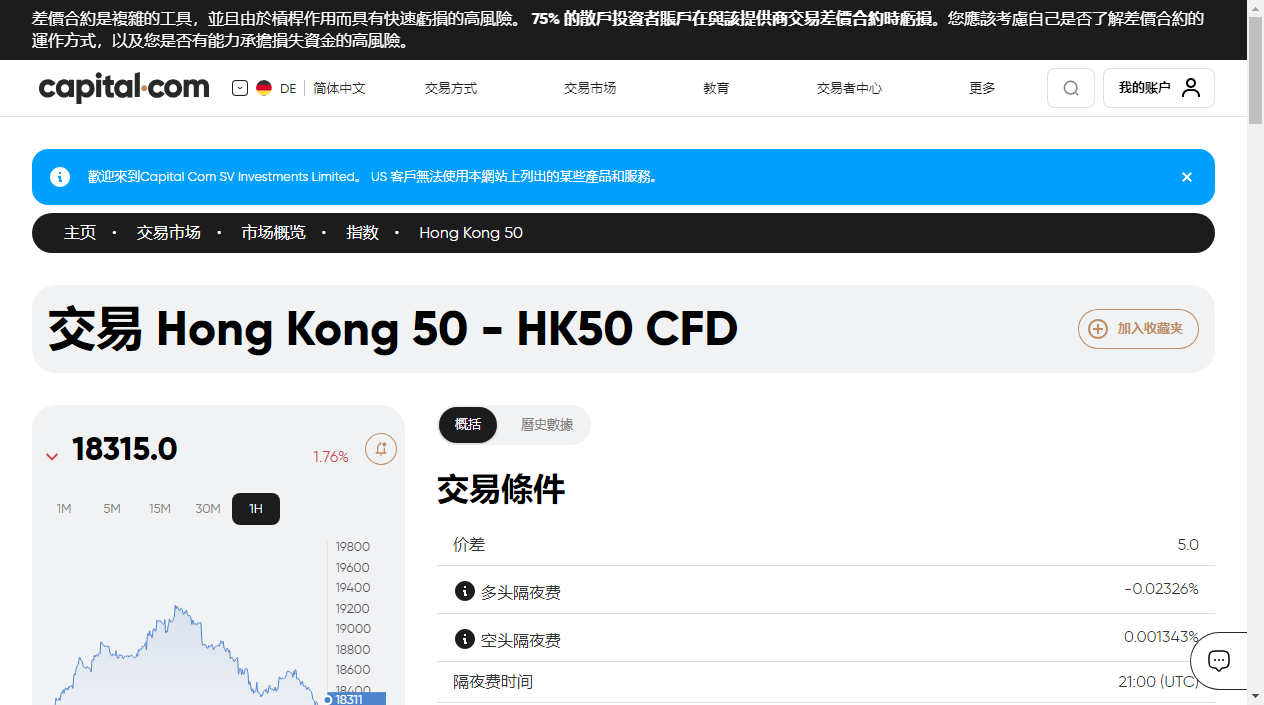 差價合約是複雜的工具，並且由於槓桿作用而具有快速虧損的高風險。 75% 的散戶投資者賬戶在與該提供商交易差價合約時虧損。您應該考慮自己是否了解差價合約的
運作方式，以及您是否有能力承擔損失資金的高風險。
capital.com DE 简体中文 交易方式 交易市场 教育 交易者中心 更多 我的账户
歡迎來到Capital Com SV Investments Limited。 US 客戶無法使用本網站上列出的某些產品和服務。
主页 • 交易市场 • 市场概览 • 指数 • Hong Kong 50
交易 Hong Kong 50 - HK50 CFD
加入收藏夹
18315.0
1.76%
1M 5M 15M 30M 1H
19800
19600
19400
19200
19000
18800
18600
18400
18311
概括 曆史數據
交易條件
价差 5.0
多头隔夜费 -0.02326%
空头隔夜费 0.001343%
隔夜费时间 21:00 (UTC)